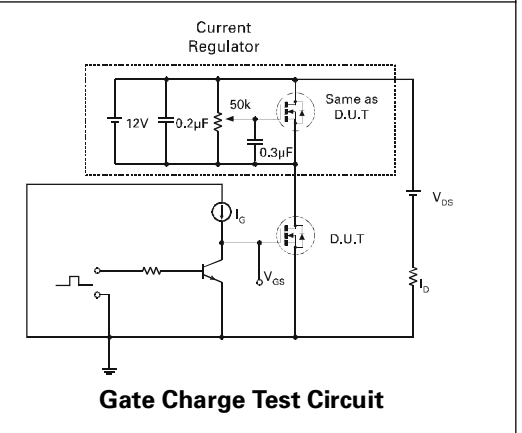 Current
Regulator
12V
0.2μF
50k
0.3μF
Same as
D.U.T
V_DS
I_G
D.U.T
V_GS
I_D
Gate Charge Test Circuit